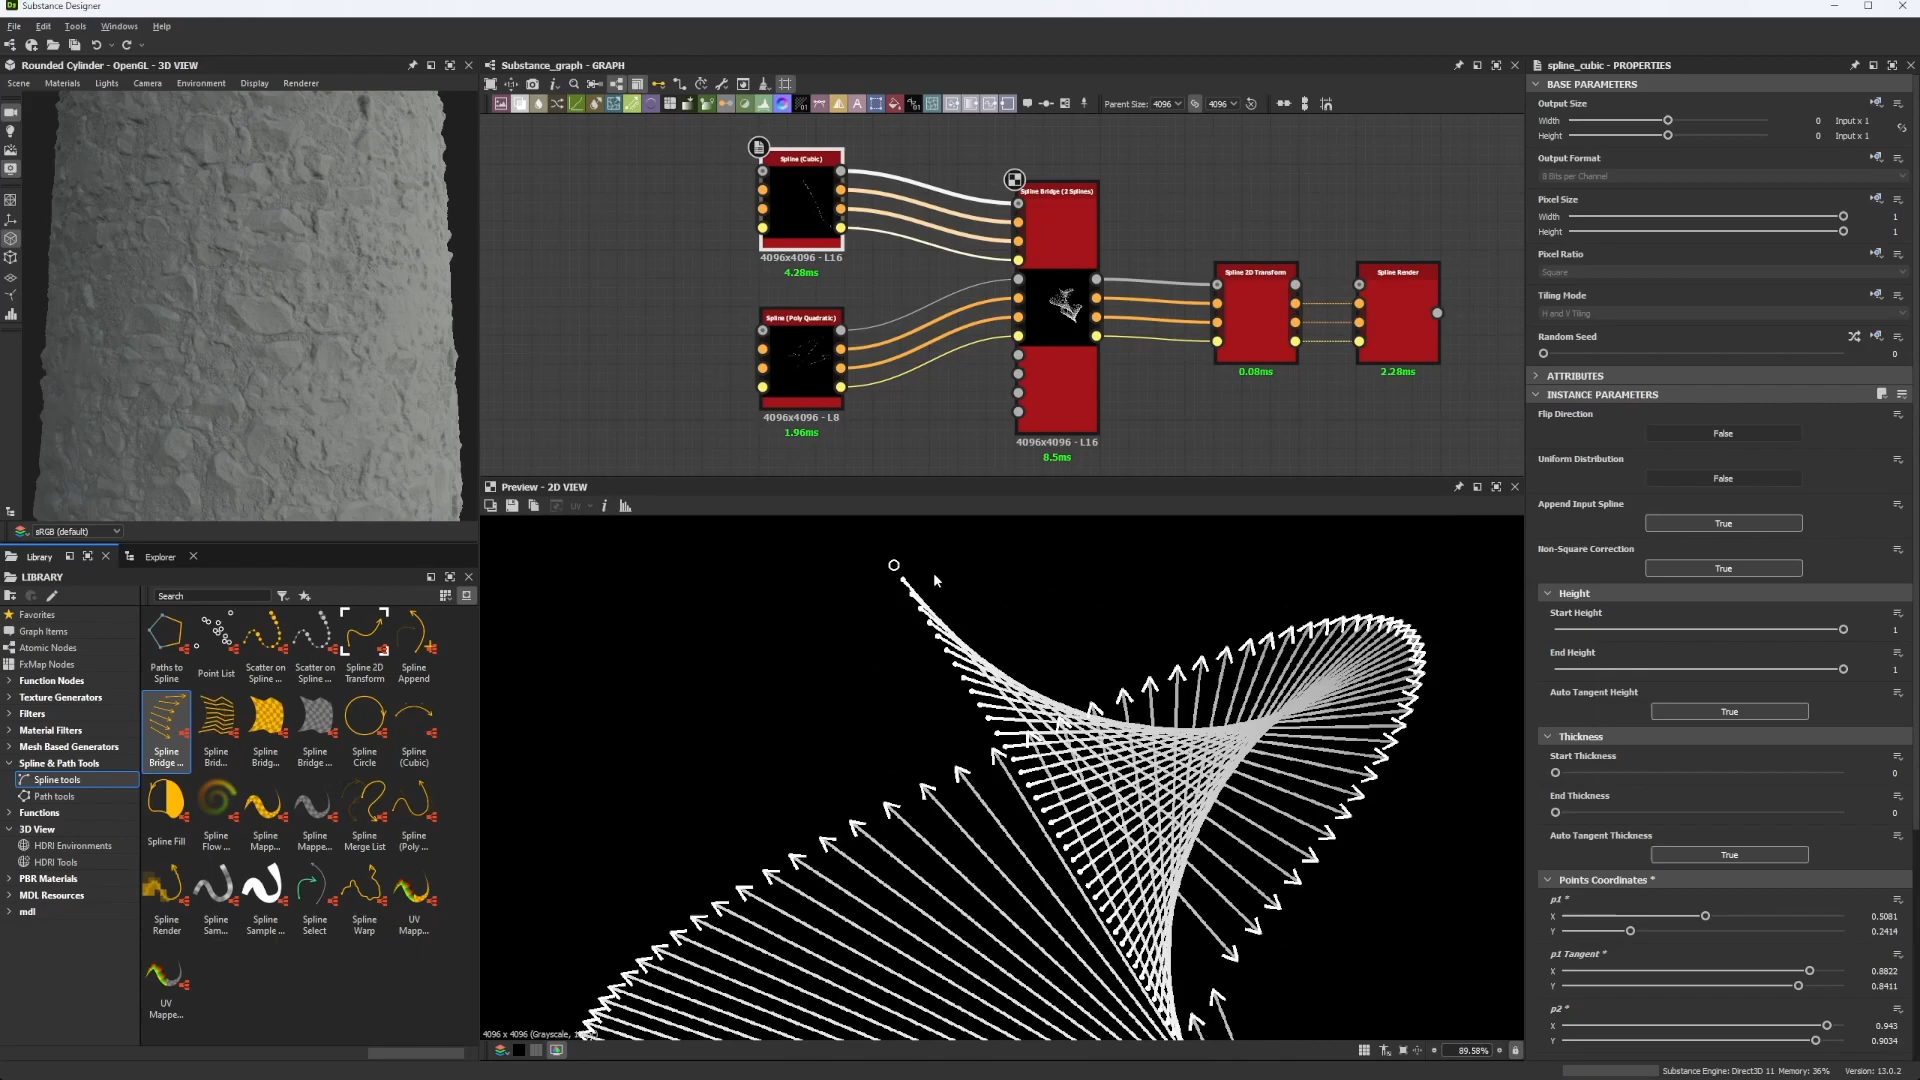 Substance Designer
File Edit Tools Windows Help
Rounded Cylinder - OpenGL - 3D VIEW
Scene Materials Lights Camera Environment Display Renderer
sRGB (default)
Library Explorer
LIBRARY
Search
Favorites
Graph Items
Atomic Nodes
FxMap Nodes
Function Nodes
Texture Generators
Filters
Material Filters
Mesh Based Generators
Spline & Path Tools
Spline tools
Path tools
Functions
3D View
HDRI Environments
HDRI Tools
PBR Materials
MDL Resources
mdl
Paths to Spline
Point List
Scatter on Spline ...
Scatter on Spline ...
Spline 2D Transform
Spline Append
Spline Bridge ...
Spline Brid...
Spline Bridg...
Spline Bridge ...
Spline Circle
Spline (Cubic)
Spline Fill
Spline Flow ...
Spline Mapp...
Spline Mappe...
Spline Merge List
Spline (Poly ...
Spline Render
Spline Sam...
Spline Sample ...
Spline Select
Spline Warp
UV Mapp...
UV Mappe...
Substance_graph - GRAPH
Parent Size: 4096 4096
Spline (Cubic)
4096x4096 - L16
4.28ms
Spline (Poly Quadratic)
4096x4096 - L8
1.96ms
Spline Bridge (2 Splines)
4096x4096 - L16
8.5ms
Spline 2D Transform
0.08ms
Spline Render
2.28ms
Preview - 2D VIEW
UV
4096 x 4096 (Grayscale,
89.58%
spline_cubic - PROPERTIES
BASE PARAMETERS
Output Size
Width 0 Input x 1
Height 0 Input x 1
Output Format
8 Bits per Channel
Pixel Size
Width 1
Height 1
Pixel Ratio
Square
Tiling Mode
H and V Tiling
Random Seed
0
ATTRIBUTES
INSTANCE PARAMETERS
Flip Direction
False
Uniform Distribution
False
Append Input Spline
True
Non-Square Correction
True
Height
Start Height
1
End Height
1
Auto Tangent Height
True
Thickness
Start Thickness
0
End Thickness
0
Auto Tangent Thickness
True
Points Coordinates *
p1 *
X 0.5081
Y 0.2414
p1 Tangent *
X 0.8822
Y 0.8411
p2 *
X 0.943
Y 0.9034
Substance Engine: Direct3D 11 Memory: 36% Version: 13.0.2